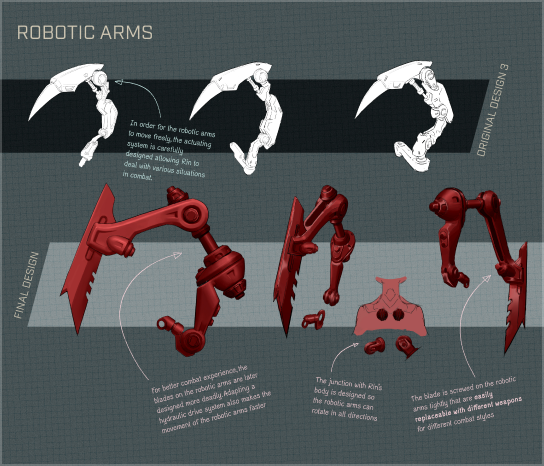 ROBOTIC ARMS
ORIGINAL DESIGN 3
In order for the robotic arms
to move freely, the actuating
system is carefully
designed allowing Rin to
deal with various situations
in combat.
FINAL DESIGN
For better combat experience, the
blades on the robotic arms are later
designed more deadly. Adapting a
hydraulic drive system also makes the
movement of the robotic arms faster
The junction with Rin's
body is designed so
the robotic arms can
rotate in all directions
The blade is screwed on the robotic
arms lightly that are easily
replaceable with different weapons
for different combat styles